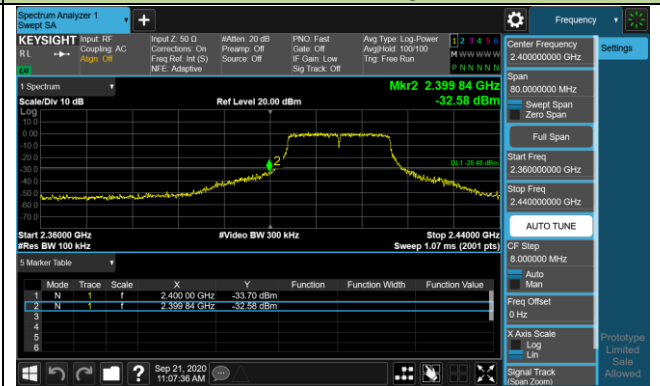 Spectrum Analyzer 1
Swept SA
Frequency
KEYSIGHT
RL
Input: RF
Coupling: AC
Align: Off
Input Z: 50 Ω
Corrections: On
Freq Ref: Int (S)
NFE: Adaptive
#Atten: 20 dB
Preamp: Off
Source: Off
PNO: Fast
Gate: Off
IF Gain: Low
Sig Track: Off
Avg Type: Log-Power
Avg|Hold: 100/100
Trig: Free Run
1 2 3 4 5 6
M W W W W W
P N N N N N
1 Spectrum
Mkr2 2.399 84 GHz
Scale/Div 10 dB
Ref Level 20.00 dBm
-32.58 dBm
Log
10.0
0.00
-10.0
-20.0
-30.0
-40.0
-50.0
-60.0
-70.0
2
Start 2.36000 GHz
#Video BW 300 kHz
Stop 2.44000 GHz
#Res BW 100 kHz
Sweep 1.07 ms (2001 pts)
5 Marker Table
Mode Trace Scale X Y Function Function Width Function Value
1 N 1 f 2.400 00 GHz -33.70 dBm
2 N 1 f 2.399 84 GHz -32.58 dBm
3
4
5
6
Center Frequency
2.400000000 GHz
Settings
Span
80.0000000 MHz
Swept Span
Zero Span
Full Span
Start Freq
2.360000000 GHz
Stop Freq
2.440000000 GHz
AUTO TUNE
CF Step
8.000000 MHz
Auto
Man
Freq Offset
0 Hz
X Axis Scale
Log
Lin
Signal Track
(Span Zoom)
Prototype
Limited
Sale
Allowed
?
Sep 21, 2020
11:07:36 AM